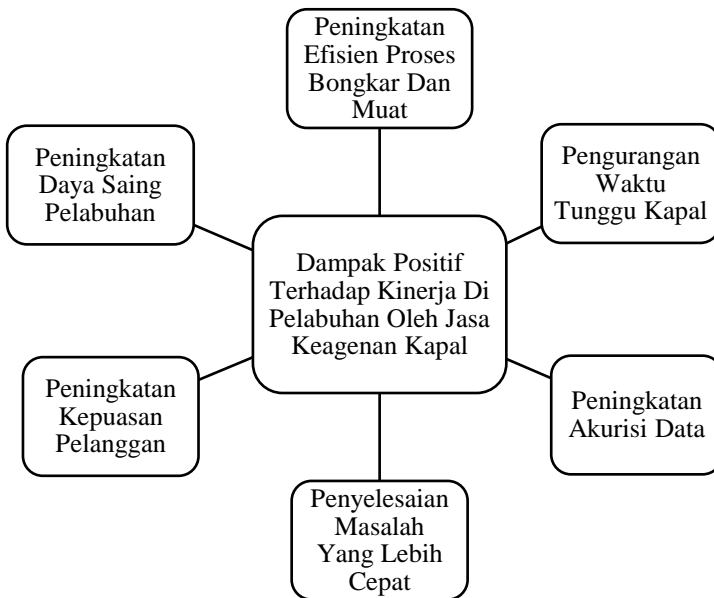 Peningkatan
Efisien Proses
Bongkar Dan
Muat
Peningkatan
Daya Saing
Pelabuhan
Pengurangan
Waktu
Tunggu Kapal
Dampak Positif
Terhadap Kinerja Di
Pelabuhan Oleh Jasa
Keagenan Kapal
Peningkatan
Kepuasan
Pelanggan
Peningkatan
Akurisi Data
Penyelesaian
Masalah
Yang Lebih
Cepat